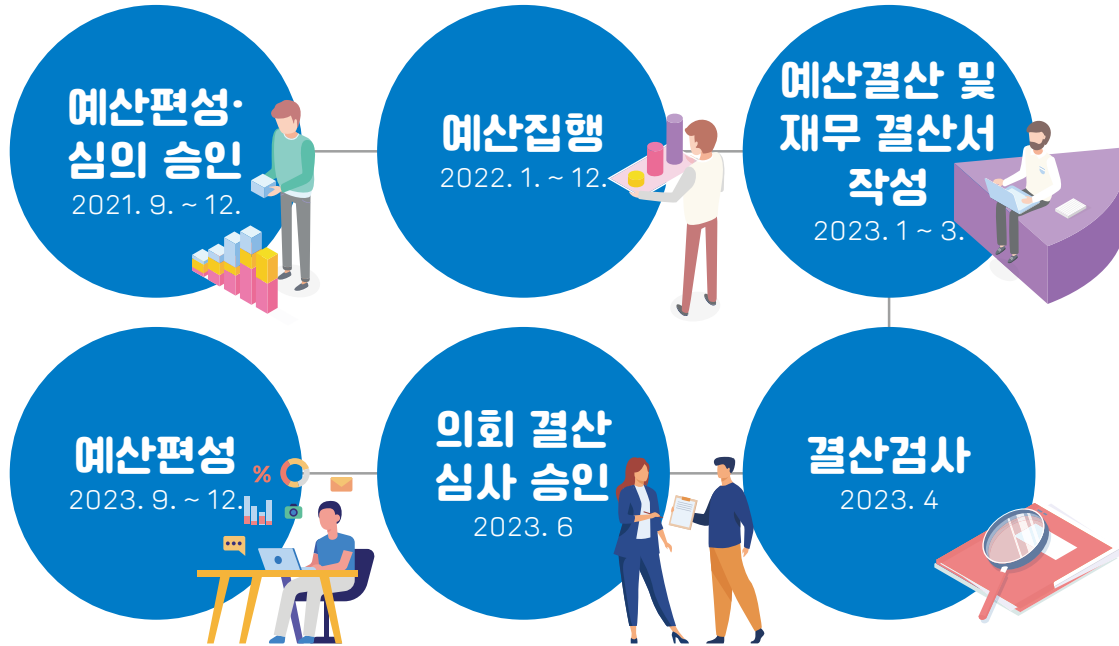 예산편성·
심의 승인
2021. 9. ~ 12.
예산집행
2022. 1. ~ 12.
예산결산 및
재무 결산서
작성
2023. 1 ~ 3.
결산검사
2023. 4
의회 결산
심사 승인
2023. 6
예산편성
2023. 9. ~ 12.
%